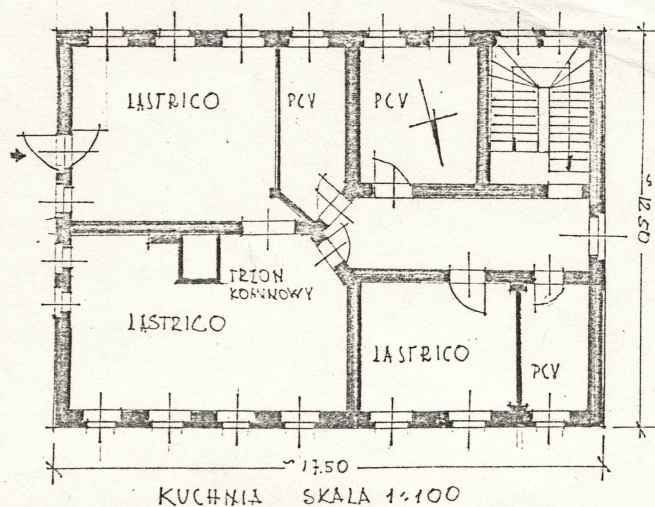 LASTRICO
PCV
PCV
TRZON
KOMINOWY
LASTRICO
LASTRICO
PCV
~ 12.50
~ 17.50
KUCHNIA SKALA 1:100